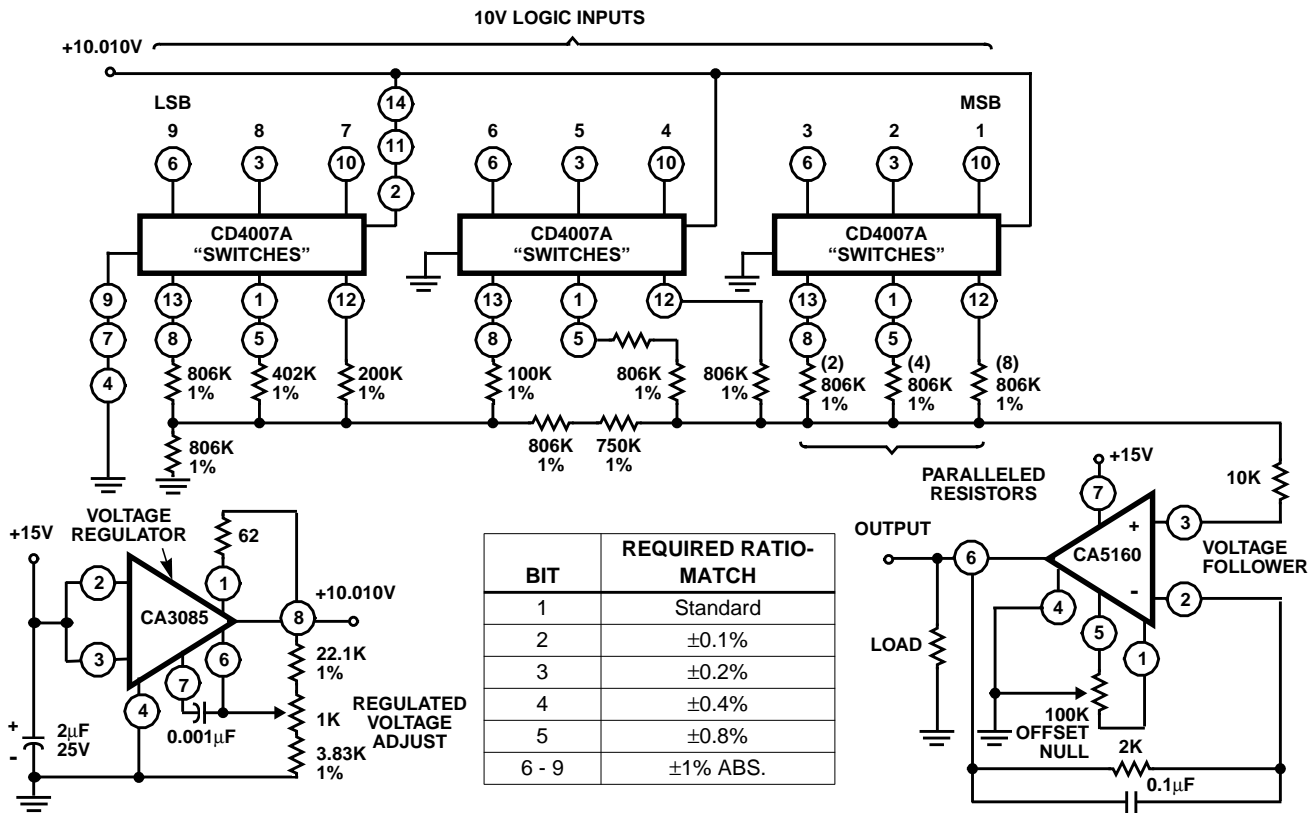 10V LOGIC INPUTS
+10.010V
LSB
MSB
9 8 7 6 5 4 3 2 1
14
11
2
6 3 10 6 3 10 6 3 10
CD4007A
“SWITCHES”
CD4007A
“SWITCHES”
CD4007A
“SWITCHES”
9
7
4
13 1 12 13 1 12 13 1 12
8 5 8 5 8 5
806K
1%
402K
1%
200K
1%
100K
1%
806K
1%
806K
1%
(2)
806K
1%
(4)
806K
1%
(8)
806K
1%
806K
1%
806K
1%
750K
1%
PARALLELED
RESISTORS
10K
VOLTAGE
REGULATOR
+15V
62
2
3
1
CA3085
8
+10.010V
6
7
4
22.1K
1%
1K
3.83K
1%
REGULATED
VOLTAGE
ADJUST
0.001μF
+
-
2μF
25V
BIT REQUIRED RATIO-
MATCH
1 Standard
2 ±0.1%
3 ±0.2%
4 ±0.4%
5 ±0.8%
6 - 9 ±1% ABS.
+15V
7
OUTPUT
6
+
-
CA5160
3
2
VOLTAGE
FOLLOWER
4
5
1
LOAD
100K
OFFSET
NULL
2K
0.1μF